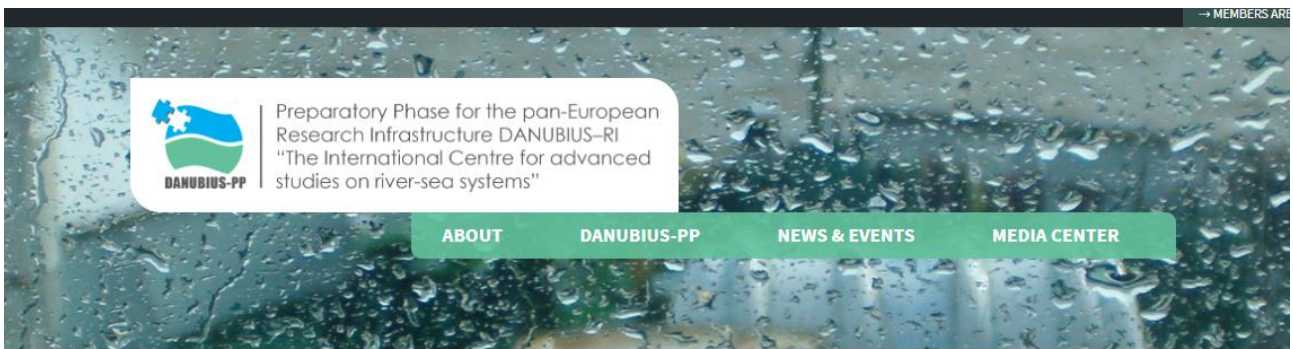 ⇢ MEMBERS ARE
Preparatory Phase for the pan-European
Research Infrastructure DANUBIUS–RI
"The International Centre for advanced
studies on river-sea systems"
DANUBIUS-PP
ABOUT DANUBIUS-PP NEWS & EVENTS MEDIA CENTER